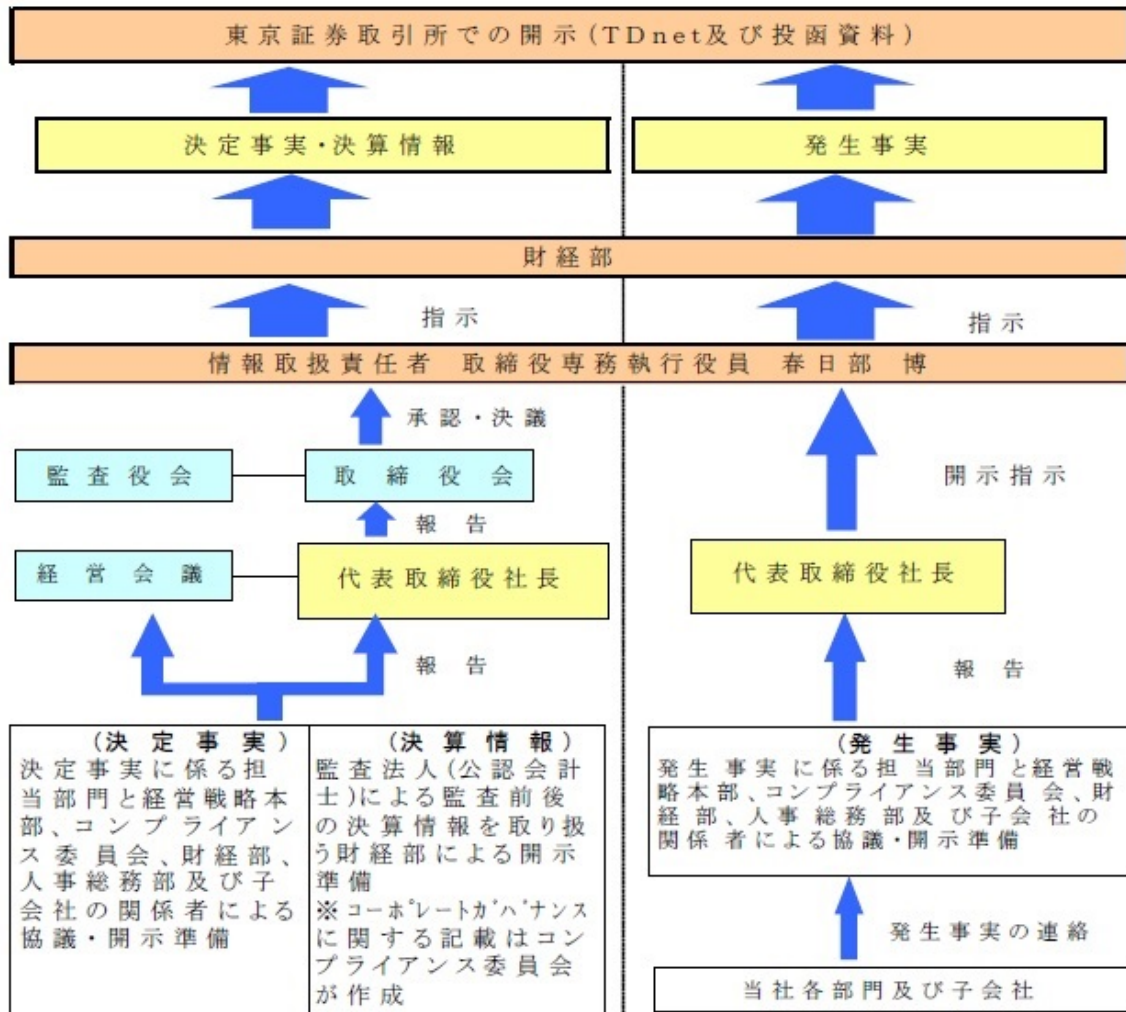 東京証券取引所での開示(TDnet及び投函資料)
決定事実・決算情報
発生事実
財経部
指示
指示
情報取扱責任者 取締役専務執行役員 春日部 博
承認・決議
監査役会
取締役会
開示指示
報告
経営会議
代表取締役社長
代表取締役社長
報告
報告
(決定事実)
決定事実に係る担
当部門と経営戦略本
部、コンプライアン
ス委員会、財経部、
人事総務部及び子
会社の関係者による
協議・開示準備
(決算情報)
監査法人(公認会計
士)による監査前後
の決算情報を取り扱
う財経部による開示
準備
※コーポレートガバナンス
に関する記載はコン
プライアンス委員会
が作成
(発生事実)
発生事実に係る担当部門と経営戦
略本部、コンプライアンス委員会、財
経部、人事総務部及び子会社の
関係者による協議・開示準備
発生事実の連絡
当社各部門及び子会社